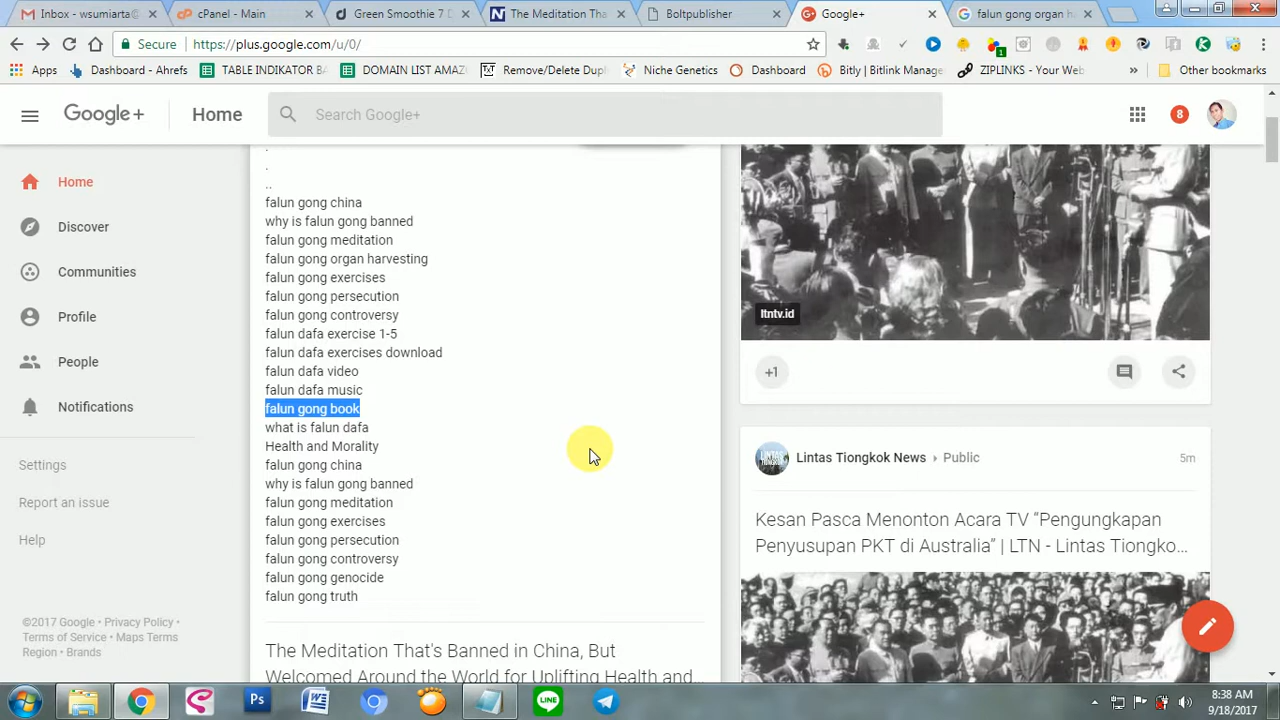 Inbox - wsumiarta
cPanel - Main
Green Smoothie 7 D
The Meditation Tha
Boltpublisher
Google+
falun gong organ h
Secure
https://plus.google.com/u/0/
1
Apps
Dashboard - Ahrefs
TABLE INDIKATOR BA
DOMAIN LIST AMAZ
Remove/Delete Dupl
Niche Genetics
Dashboard
Bitly | Bitlink Manage
ZIPLINKS - Your Web
»
Other bookmarks
Google+
Home
Search Google+
8
Home
Discover
Communities
Profile
People
Notifications
Settings
Report an issue
Help
©2017 Google • Privacy Policy •
Terms of Service • Maps Terms
Region • Brands
.
.
..
falun gong china
why is falun gong banned
falun gong meditation
falun gong organ harvesting
falun gong exercises
falun gong persecution
falun gong controversy
falun dafa exercise 1-5
falun dafa exercises download
falun dafa video
falun dafa music
falun gong book
what is falun dafa
Health and Morality
falun gong china
why is falun gong banned
falun gong meditation
falun gong exercises
falun gong persecution
falun gong controversy
falun gong genocide
falun gong truth
The Meditation That's Banned in China, But
Welcomed Around the World for Uplifting Health and...
ltntv.id
+1
Lintas Tiongkok News
Public
5m
Kesan Pasca Menonton Acara TV “Pengungkapan
Penyusupan PKT di Australia” | LTN - Lintas Tiongko...
Ps
LINE
8:38 AM
9/18/2017